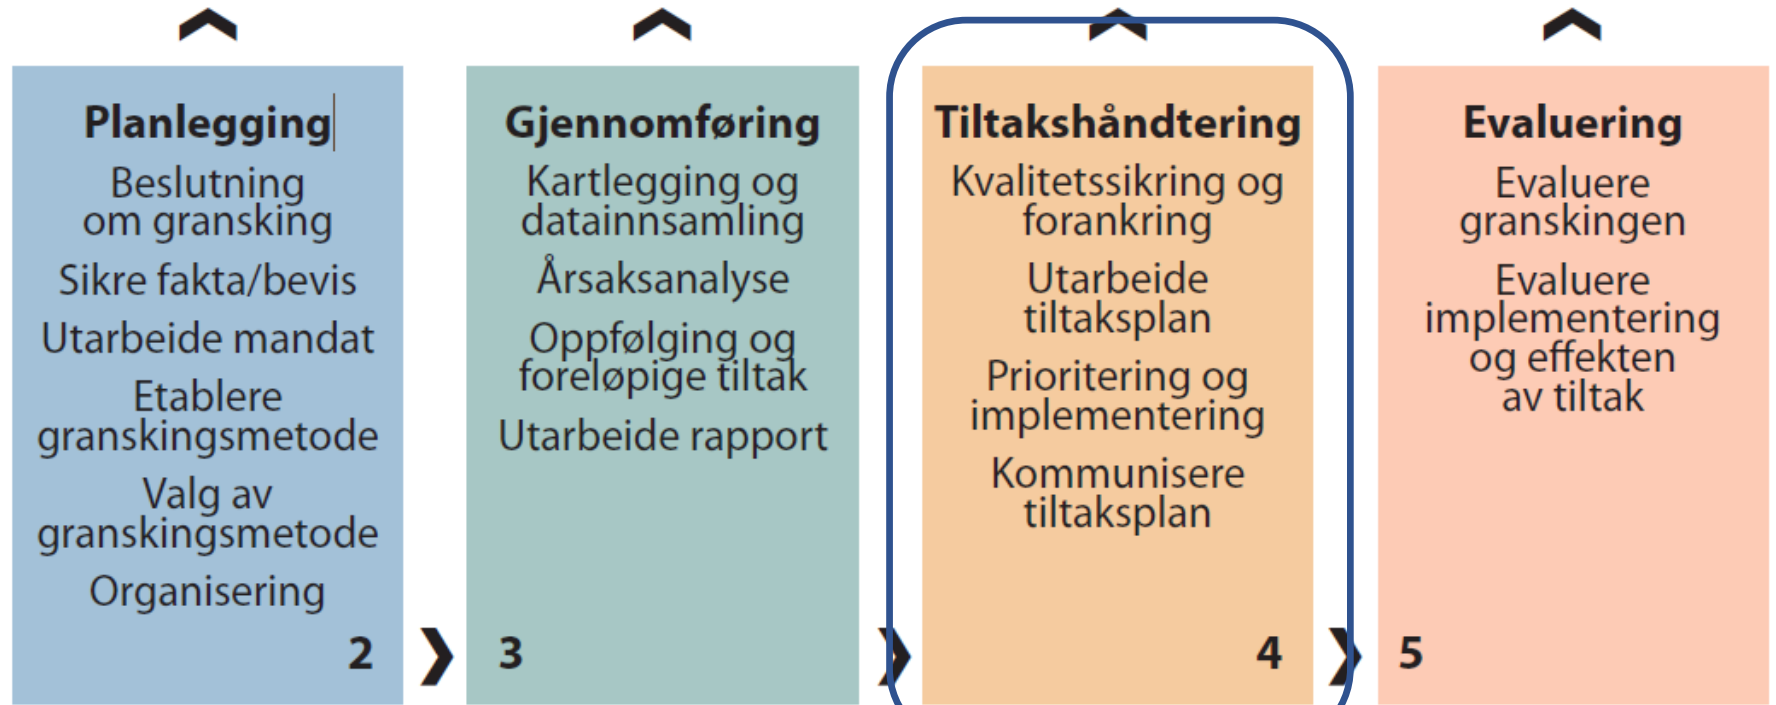 Planlegging
Beslutning
om gransking
Sikre fakta/bevis
Utarbeide mandat
Etablere
granskingsmetode
Valg av
granskingsmetode
Organisering
2
Gjennomføring
Kartlegging og
datainnsamling
Årsaksanalyse
Oppfølging og
foreløpige tiltak
Utarbeide rapport
3
Tiltakshåndtering
Kvalitetssikring og
forankring
Utarbeide
tiltaksplan
Prioritering og
implementering
Kommunisere
tiltaksplan
4
Evaluering
Evaluere
granskingen
Evaluere
implementering
og effekten
av tiltak
5